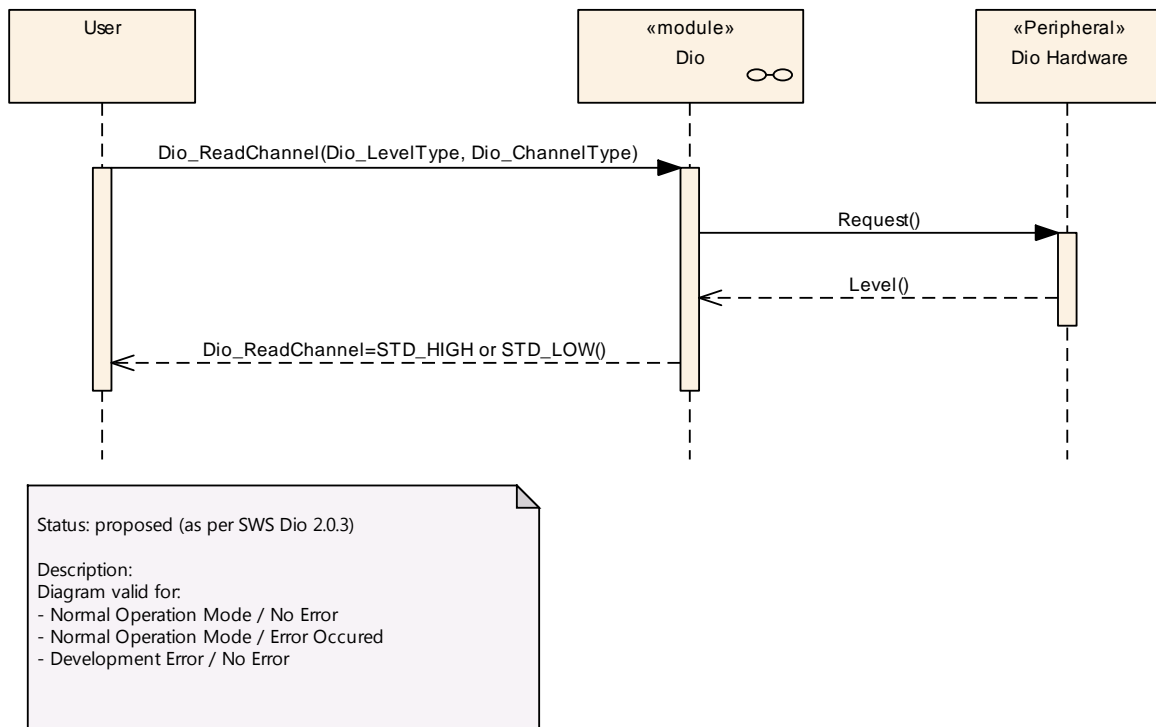 User
«module»
Dio
«Peripheral»
Dio Hardware
Dio_ReadChannel(Dio_LevelType, Dio_ChannelType)
Request()
Level()
Dio_ReadChannel=STD_HIGH or STD_LOW()
Status: proposed (as per SWS Dio 2.0.3)
Description:
Diagram valid for:
- Normal Operation Mode / No Error
- Normal Operation Mode / Error Occured
- Development Error / No Error